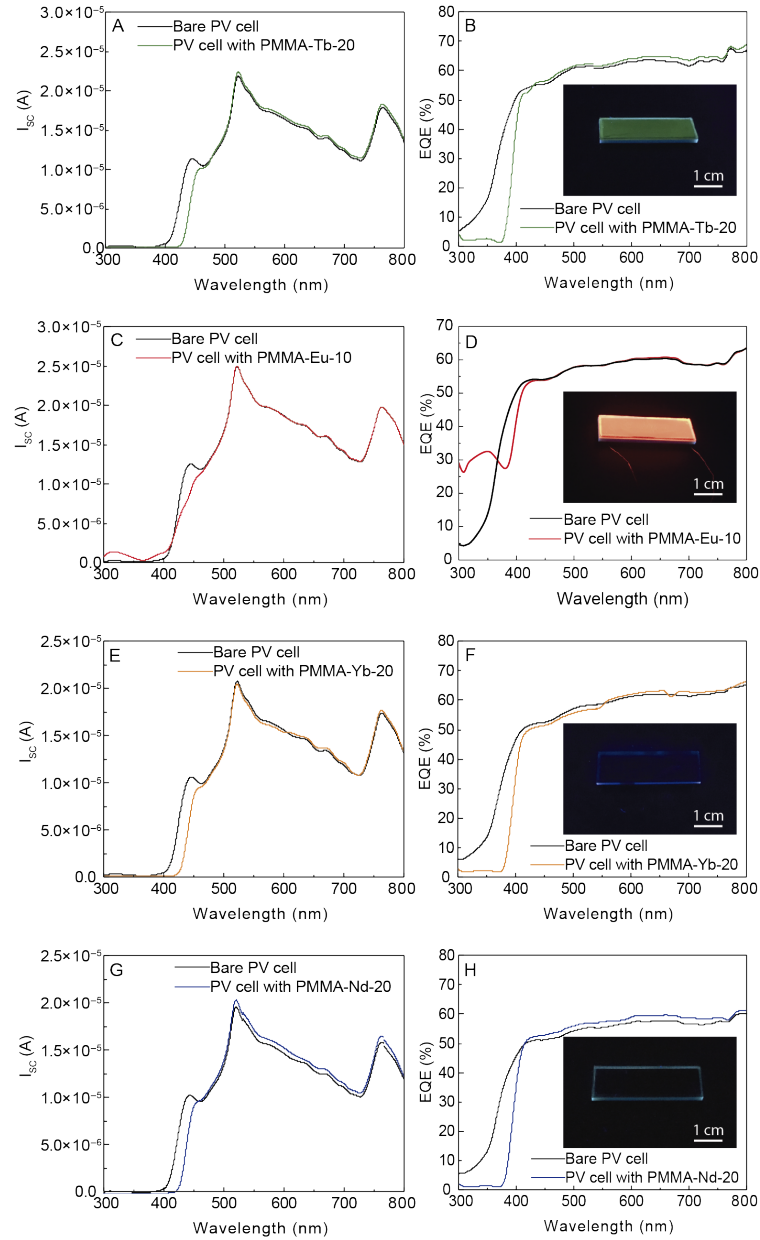 A
Bare PV cell
PV cell with PMMA-Tb-20
3.0×10⁻⁵
2.5×10⁻⁵
2.0×10⁻⁵
1.5×10⁻⁵
1.0×10⁻⁵
5.0×10⁻⁶
0.0
I_SC (A)
300 400 500 600 700 800
Wavelength (nm)
B
80
70
60
50
40
30
20
10
0
EQE (%)
1 cm
Bare PV cell
PV cell with PMMA-Tb-20
300 400 500 600 700 800
Wavelength (nm)
C
Bare PV cell
PV cell with PMMA-Eu-10
3.0×10⁻⁵
2.5×10⁻⁵
2.0×10⁻⁵
1.5×10⁻⁵
1.0×10⁻⁵
5.0×10⁻⁶
0.0
I_SC (A)
300 400 500 600 700 800
Wavelength (nm)
D
70
60
50
40
30
20
10
0
EQE (%)
1 cm
Bare PV cell
PV cell with PMMA-Eu-10
300 400 500 600 700 800
Wavelength (nm)
E
Bare PV cell
PV cell with PMMA-Yb-20
2.5×10⁻⁵
2.0×10⁻⁵
1.5×10⁻⁵
1.0×10⁻⁵
5.0×10⁻⁶
0.0
I_SC (A)
300 400 500 600 700 800
Wavelength (nm)
F
80
70
60
50
40
30
20
10
0
EQE (%)
1 cm
Bare PV cell
PV cell with PMMA-Yb-20
300 400 500 600 700 800
Wavelength (nm)
G
Bare PV cell
PV cell with PMMA-Nd-20
2.5×10⁻⁵
2.0×10⁻⁵
1.5×10⁻⁵
1.0×10⁻⁵
5.0×10⁻⁶
0.0
I_SC (A)
300 400 500 600 700 800
Wavelength (nm)
H
80
70
60
50
40
30
20
10
0
EQE (%)
1 cm
Bare PV cell
PV cell with PMMA-Nd-20
300 400 500 600 700 800
Wavelength (nm)